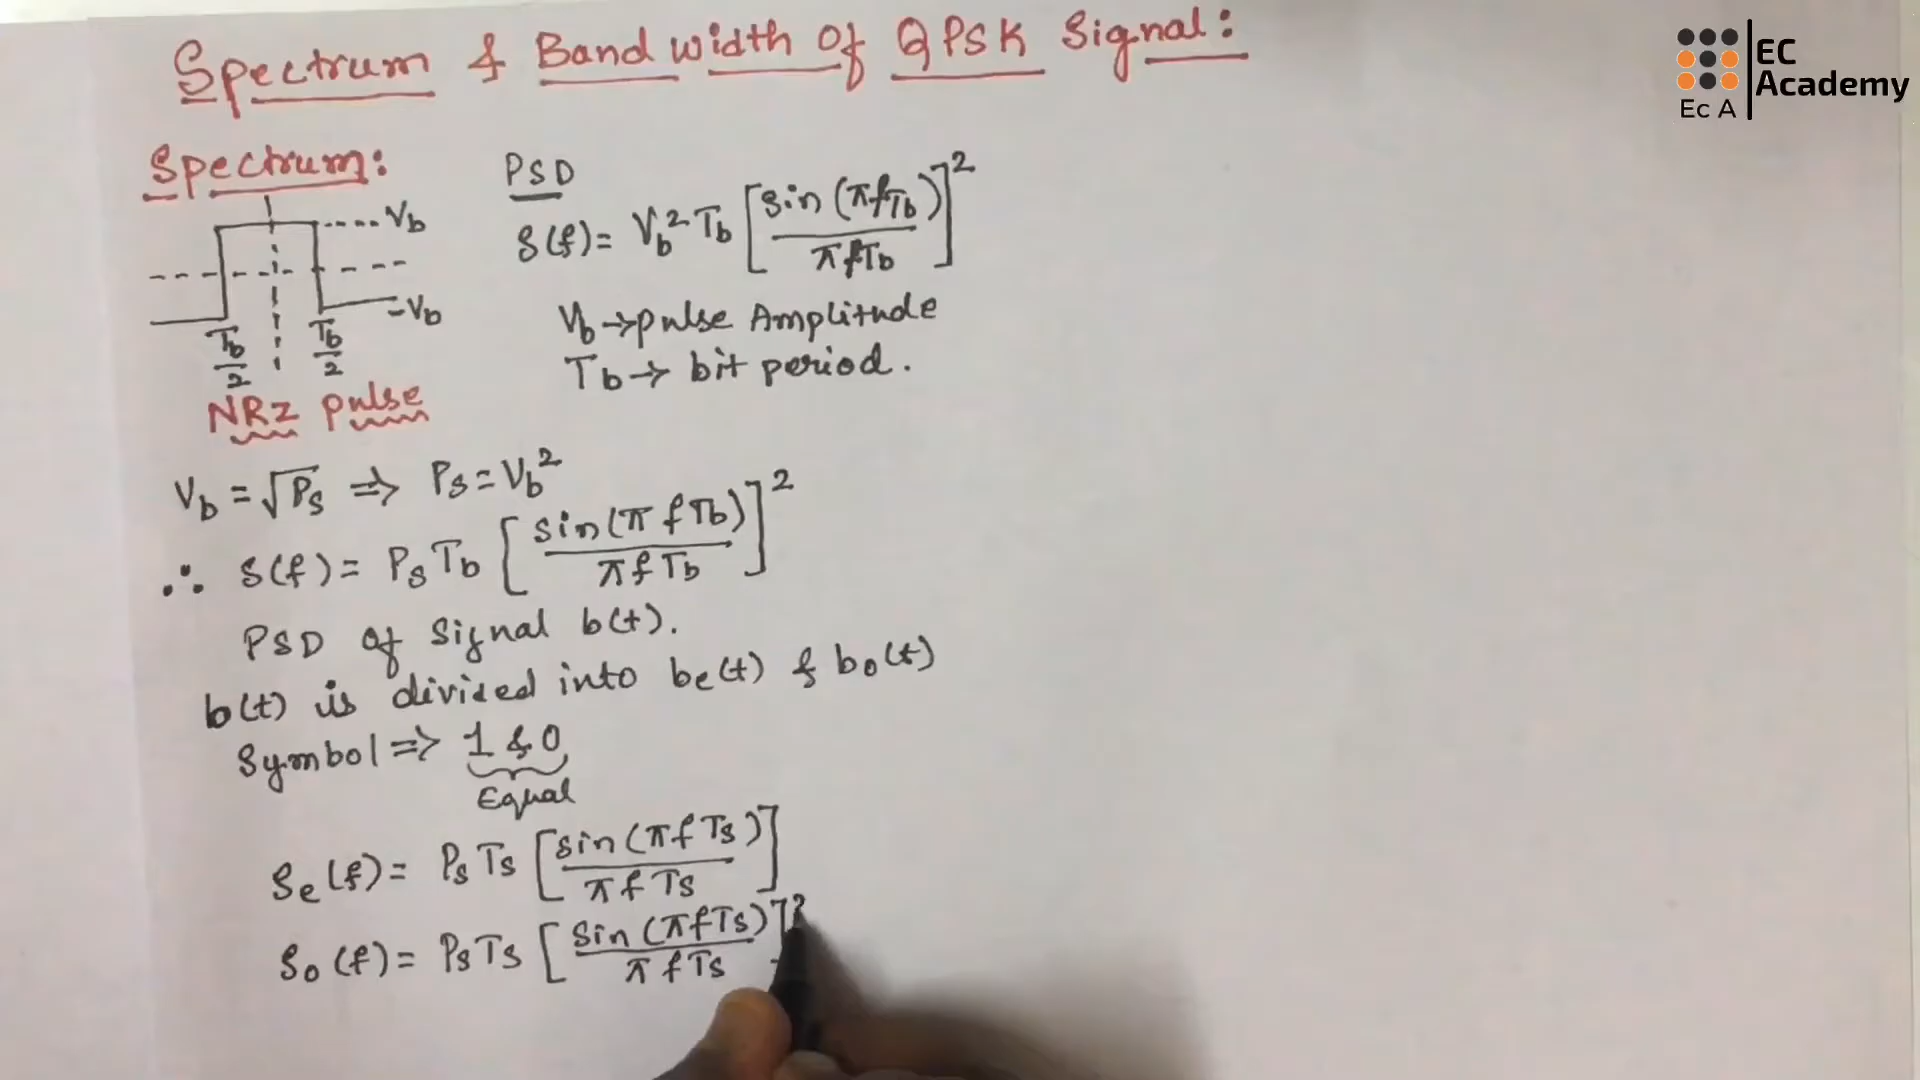 Spectrum & Bandwidth Of QPSK Signal:
EC
Academy
Ec A
Spectrum:
Vb
-Vb
Tb/2
Tb/2
NRZ pulse
PSD
S(f) = Vb² Tb [sin(πfTb)/πfTb]²
Vb → pulse Amplitude
Tb → bit period.
Vb = √Ps ⇒ Ps = Vb²
∴ S(f) = Ps Tb [sin(πfTb)/πfTb]²
PSD of Signal b(t).
b(t) is divided into be(t) & bo(t)
Symbol ⇒ 1 & 0
Equal
Se(f) = Ps Ts [sin(πfTs)/πfTs]
So(f) = Ps Ts [sin(πfTs)/πfTs]²